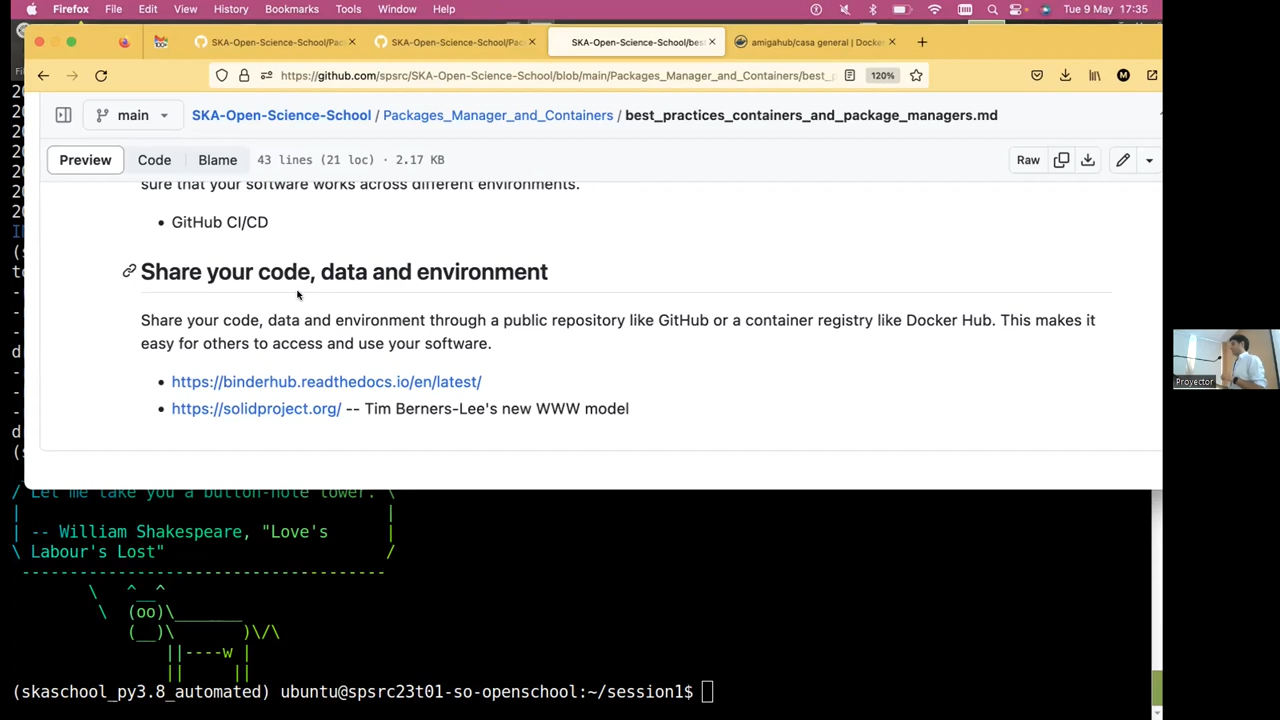 Firefox File Edit View History Bookmarks Tools Window Help Tue 9 May 17:35
SKA-Open-Science-School/Pac SKA-Open-Science-School/Pac SKA-Open-Science-School/bes amigahub/casa general | Docker
https://github.com/spsrc/SKA-Open-Science-School/blob/main/Packages_Manager_and_Containers/best_p 120%
main SKA-Open-Science-School / Packages_Manager_and_Containers / best_practices_containers_and_package_managers.md
Preview Code Blame 43 lines (21 loc) · 2.17 KB Raw
sure that your software works across different environments.
• GitHub CI/CD
Share your code, data and environment
Share your code, data and environment through a public repository like GitHub or a container registry like Docker Hub. This makes it
easy for others to access and use your software.
• https://binderhub.readthedocs.io/en/latest/
• https://solidproject.org/ -- Tim Berners-Lee's new WWW model
Proyector
/ Let me take you a button-hole lower. \
| |
| -- William Shakespeare, "Love's |
\ Labour's Lost" /
-------------------------------------
\ ^__^
\ (oo)\_______
(__)\ )\/\
||----w |
|| ||
(skaschool_py3.8_automated) ubuntu@spsrc23t01-so-openschool:~/session1$